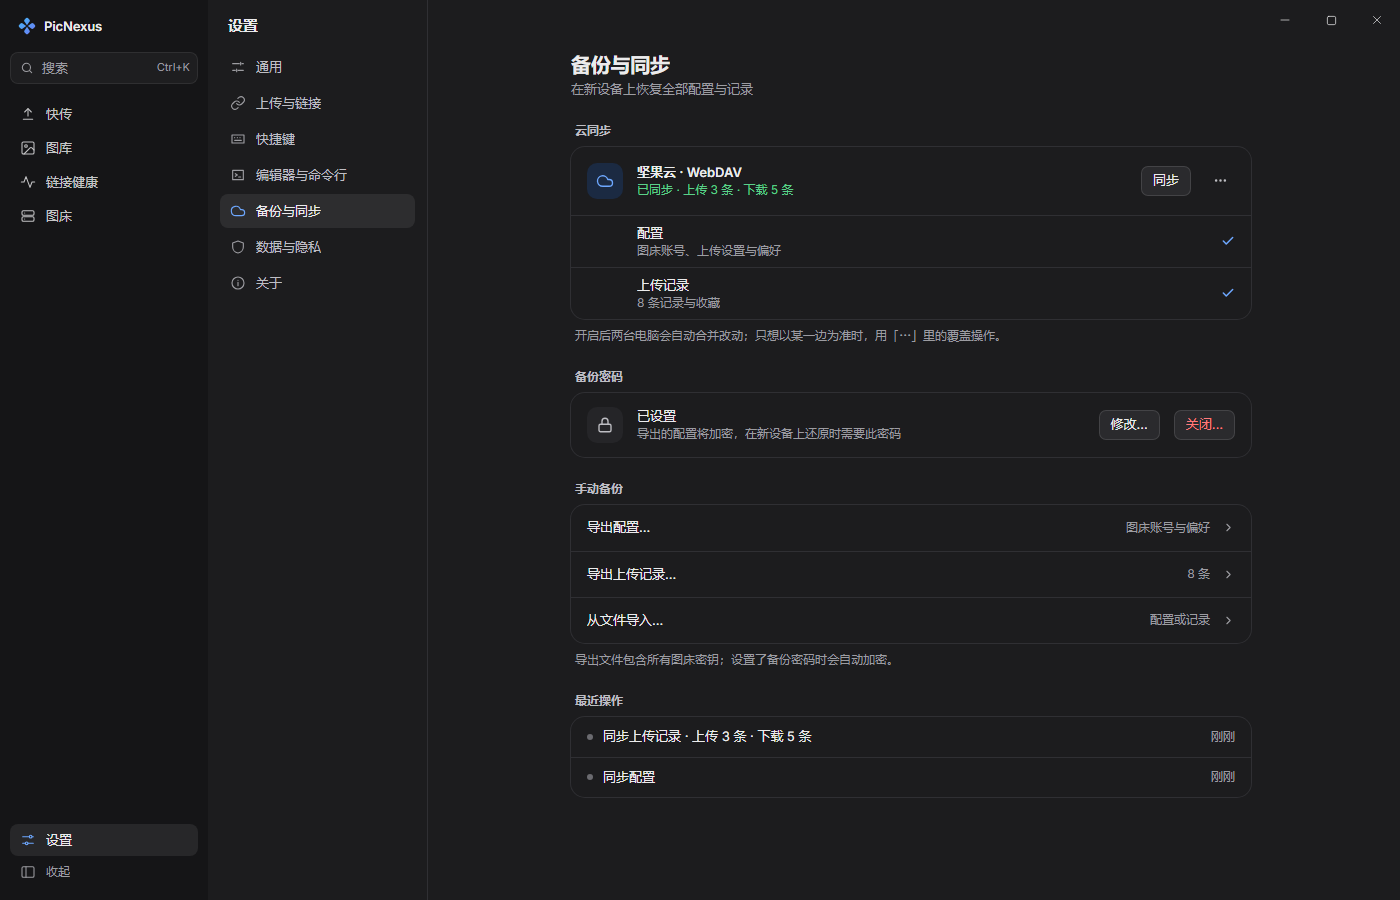 PicNexus
搜索 Ctrl+K
快传
图库
链接健康
图床
设置
收起
设置
通用
上传与链接
快捷键
编辑器与命令行
备份与同步
数据与隐私
关于
备份与同步
在新设备上恢复全部配置与记录
云同步
坚果云 · WebDAV
已同步 · 上传 3 条 · 下载 5 条
同步
配置
图床账号、上传设置与偏好
上传记录
8 条记录与收藏
开启后两台电脑会自动合并改动；只想以某一边为准时，用「···」里的覆盖操作。
备份密码
已设置
导出的配置将加密，在新设备上还原时需要此密码
修改...
关闭...
手动备份
导出配置... 图床账号与偏好
导出上传记录... 8 条
从文件导入... 配置或记录
导出文件包含所有图床密钥；设置了备份密码时会自动加密。
最近操作
同步上传记录 · 上传 3 条 · 下载 5 条 刚刚
同步配置 刚刚